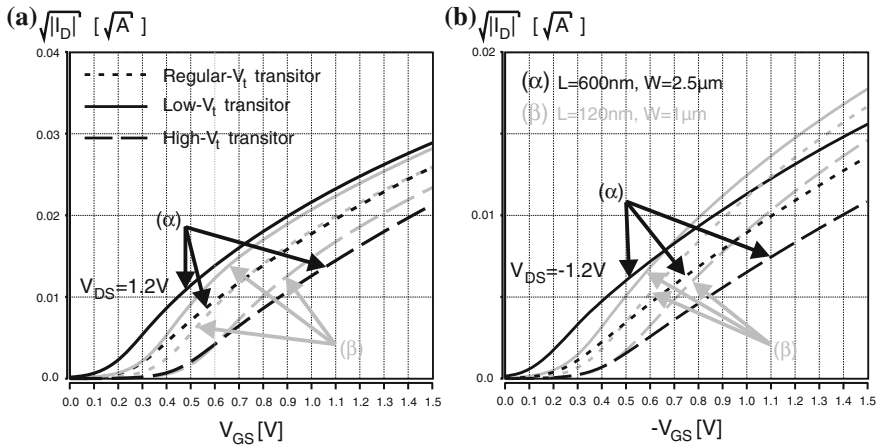 (a) √|I_D| [√A]
0.04
0.03
0.02
0.01
0.0
Regular-V_t transitor
Low-V_t transitor
High-V_t transitor
(α)
V_DS=1.2V
(β)
0.0 0.1 0.2 0.3 0.4 0.5 0.6 0.7 0.8 0.9 1.0 1.1 1.2 1.3 1.4 1.5
V_GS [V]
(b) √|I_D| [√A]
0.02
0.01
0.0
(α) L=600nm, W=2.5µm
(β) L=120nm, W=1µm
(α)
V_DS=-1.2V
(β)
0.0 0.1 0.2 0.3 0.4 0.5 0.6 0.7 0.8 0.9 1.0 1.1 1.2 1.3 1.4 1.5
-V_GS [V]